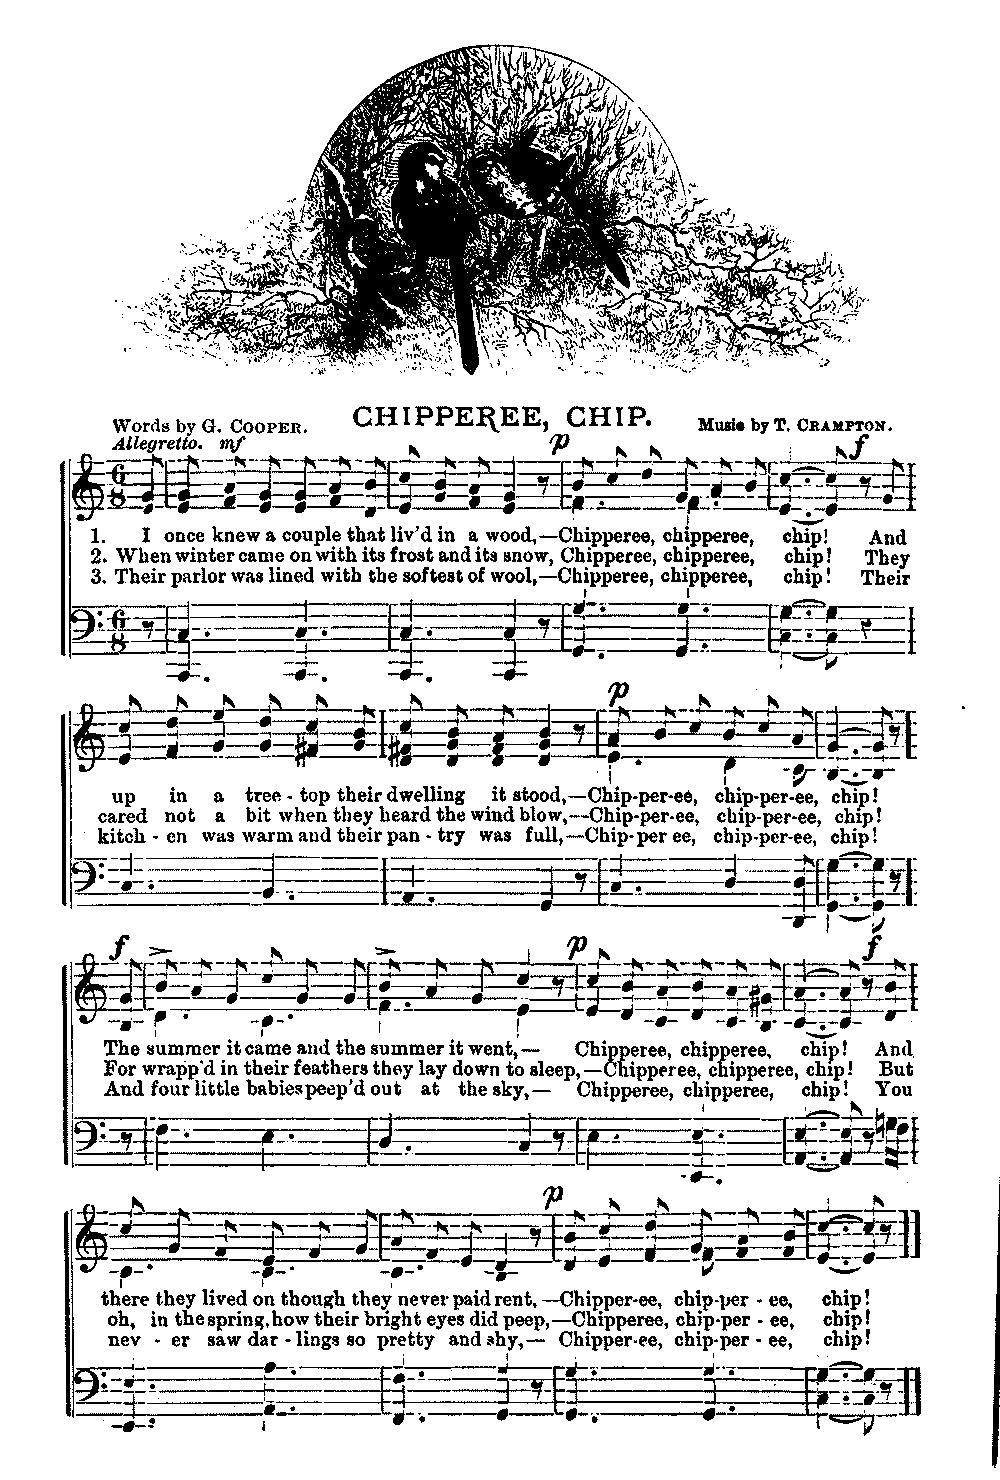 CHIPPEREE, CHIP.
Words by G. COOPER.
Music by T. CRAMPTON.
Allegretto. mf
p
f
1. I once knew a couple that liv'd in a wood,—Chipperee, chipperee, chip! And
2. When winter came on with its frost and its snow, Chipperee, chipperee, chip! They
3. Their parlor was lined with the softest of wool,—Chipperee, chipperee, chip! Their
p
up in a tree - top their dwelling it stood,—Chip-per-ee, chip-per-ee, chip!
cared not a bit when they heard the wind blow,—Chip-per-ee, chip-per-ee, chip!
kitch - en was warm and their pan - try was full,—Chip-per ee, chip-per-ee, chip!
f
p
f
The summer it came and the summer it went,— Chipperee, chipperee, chip! And
For wrapp'd in their feathers they lay down to sleep,—Chipperee, chipperee, chip! But
And four little babies peep'd out at the sky,— Chipperee, chipperee, chip! You
p
there they lived on though they never paid rent,—Chipper-ee, chip-per - ee, chip!
oh, in the spring, how their bright eyes did peep,—Chipperee, chip-per - ee, chip!
nev - er saw dar - lings so pretty and shy,— Chipper-ee, chip-per - ee, chip!